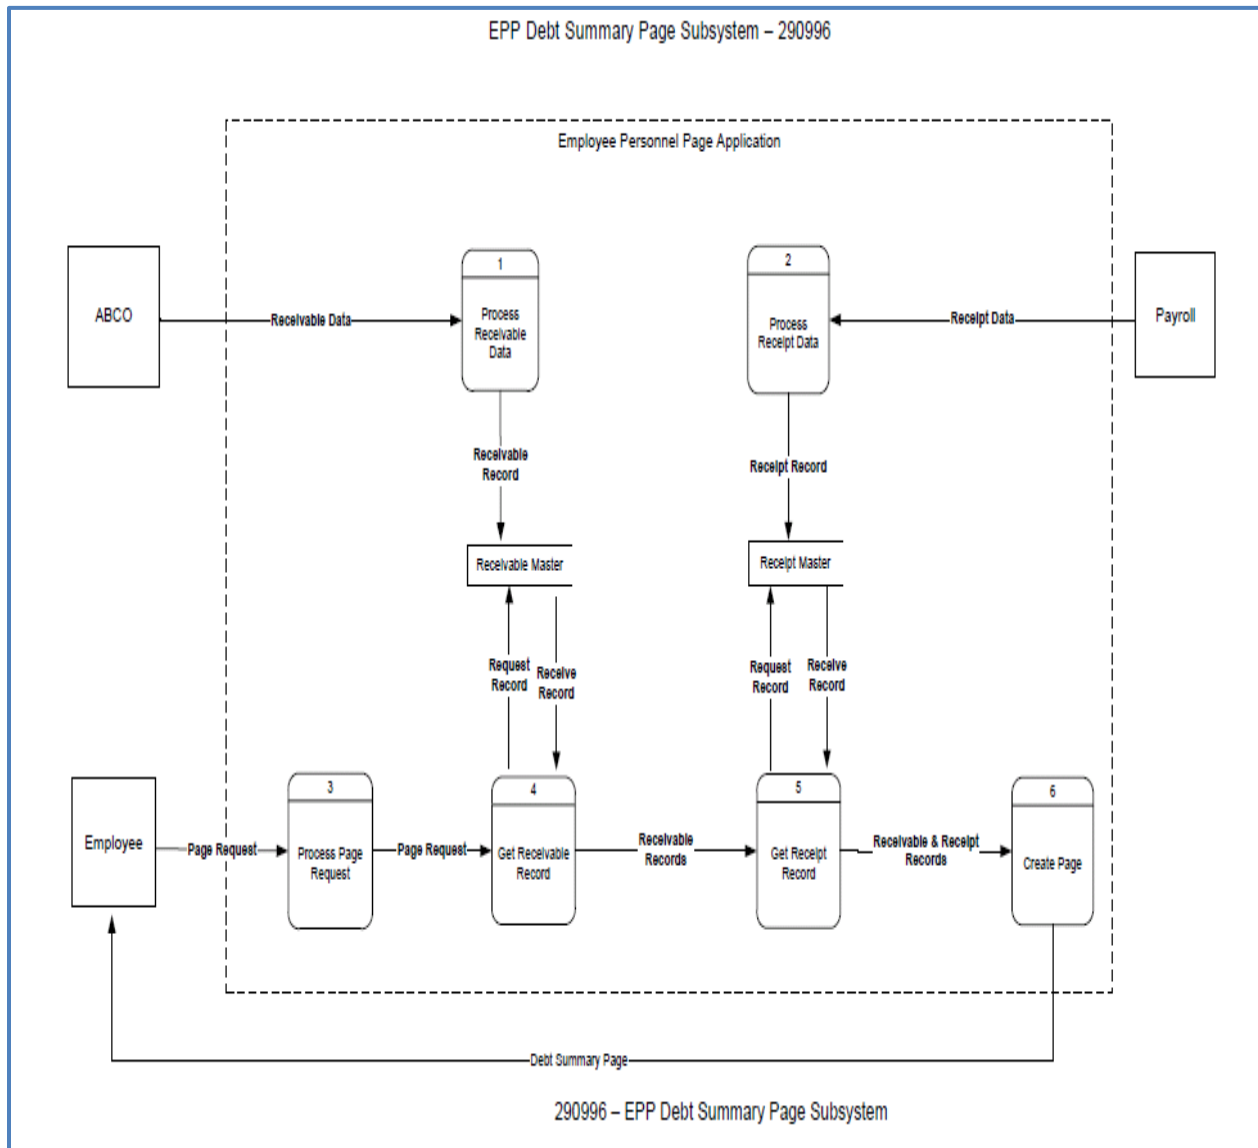 EPP Debt Summary Page Subsystem – 290996
Employee Personnel Page Application
ABCO
Receivable Data
1
Process
Receivable
Data
2
Process
Receipt Data
Receipt Data
Payroll
Receivable
Record
Receipt Record
Receivable Master
Receipt Master
Request
Record
Receive
Record
Request
Record
Receive
Record
Employee
Page Request
3
Process Page
Request
Page Request
4
Get Receivable
Record
Receivable
Records
5
Get Receipt
Record
Receivable & Receipt
Records
6
Create Page
Debt Summary Page
290996 – EPP Debt Summary Page Subsystem